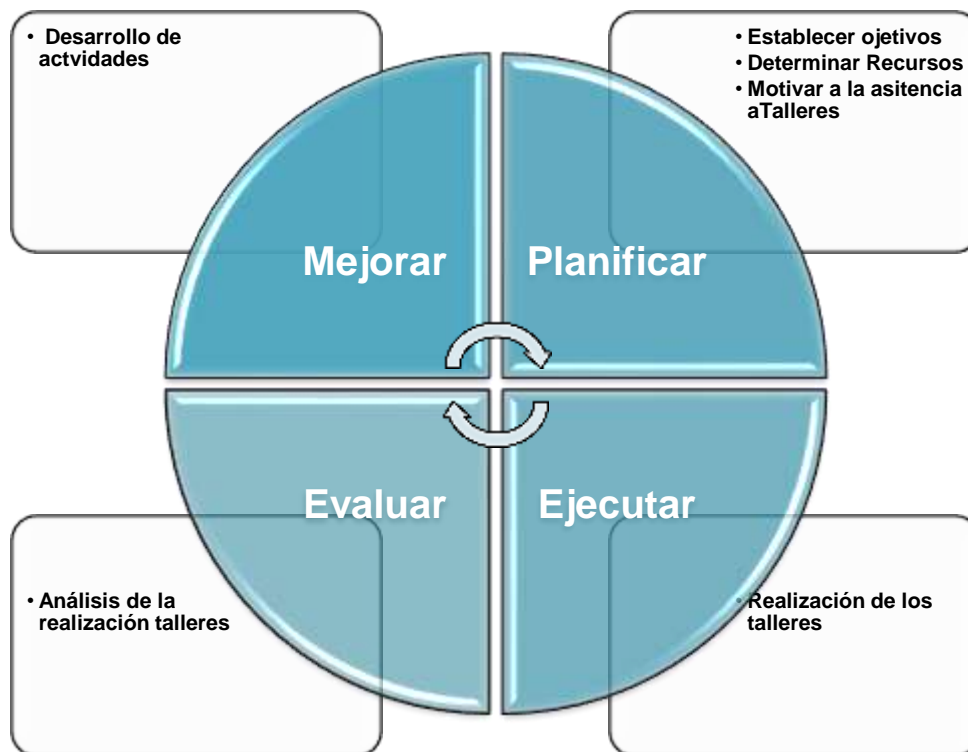 • Desarrollo de
actvidades
• Establecer ojetivos
• Determinar Recursos
• Motivar a la asitencia
aTalleres
Mejorar
Planificar
Evaluar
Ejecutar
• Análisis de la
realización talleres
• Realización de los
talleres